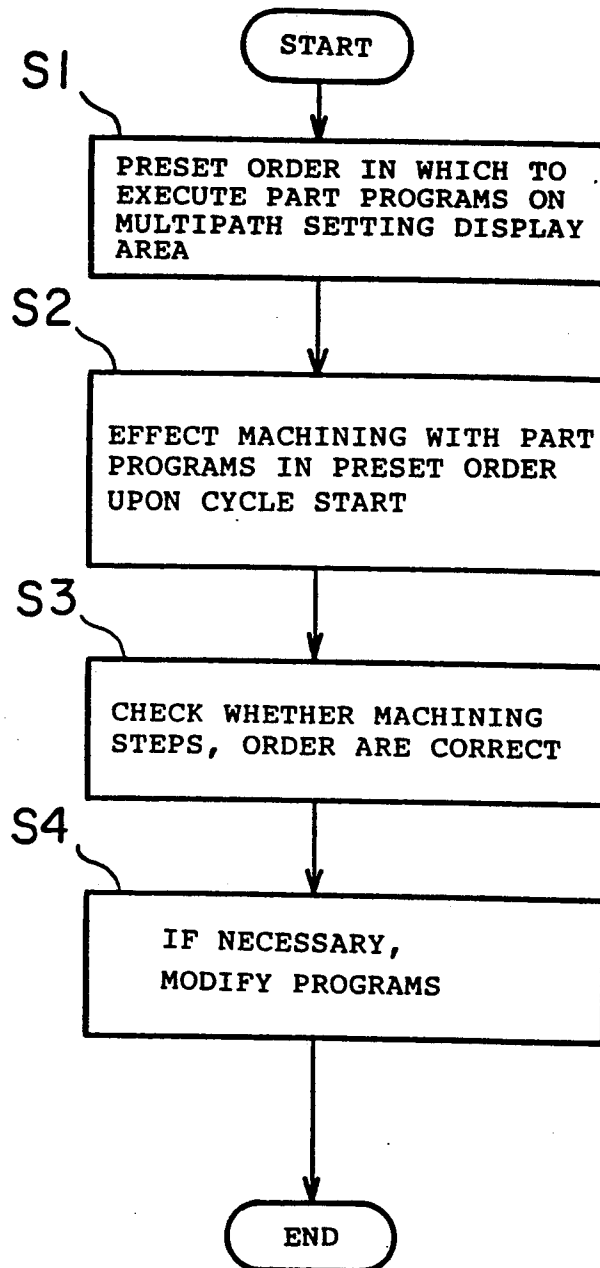 START
S1
PRESET ORDER IN WHICH TO
EXECUTE PART PROGRAMS ON
MULTIPATH SETTING DISPLAY
AREA
S2
EFFECT MACHINING WITH PART
PROGRAMS IN PRESET ORDER
UPON CYCLE START
S3
CHECK WHETHER MACHINING
STEPS, ORDER ARE CORRECT
S4
IF NECESSARY,
MODIFY PROGRAMS
END